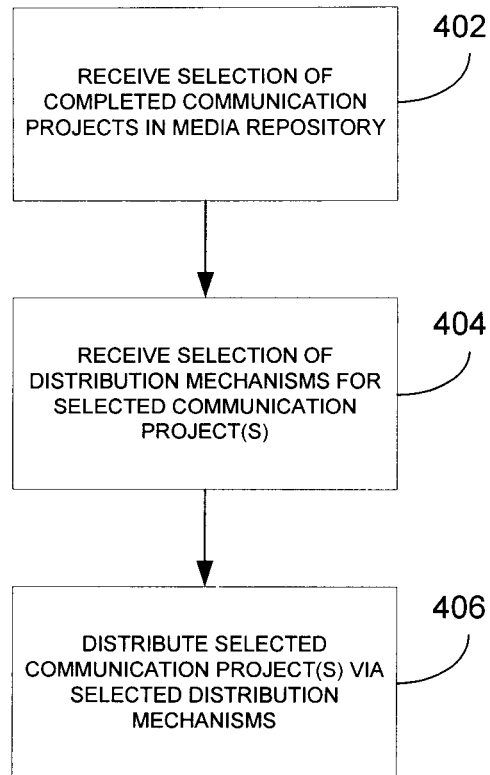 402
RECEIVE SELECTION OF
COMPLETED COMMUNICATION
PROJECTS IN MEDIA REPOSITORY
404
RECEIVE SELECTION OF
DISTRIBUTION MECHANISMS FOR
SELECTED COMMUNICATION
PROJECT(S)
406
DISTRIBUTE SELECTED
COMMUNICATION PROJECT(S) VIA
SELECTED DISTRIBUTION
MECHANISMS